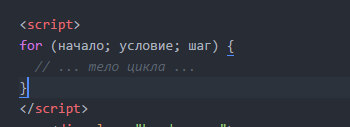 <script>
for (начало; условие; шаг) {
// ... тело цикла ...
}
</script>